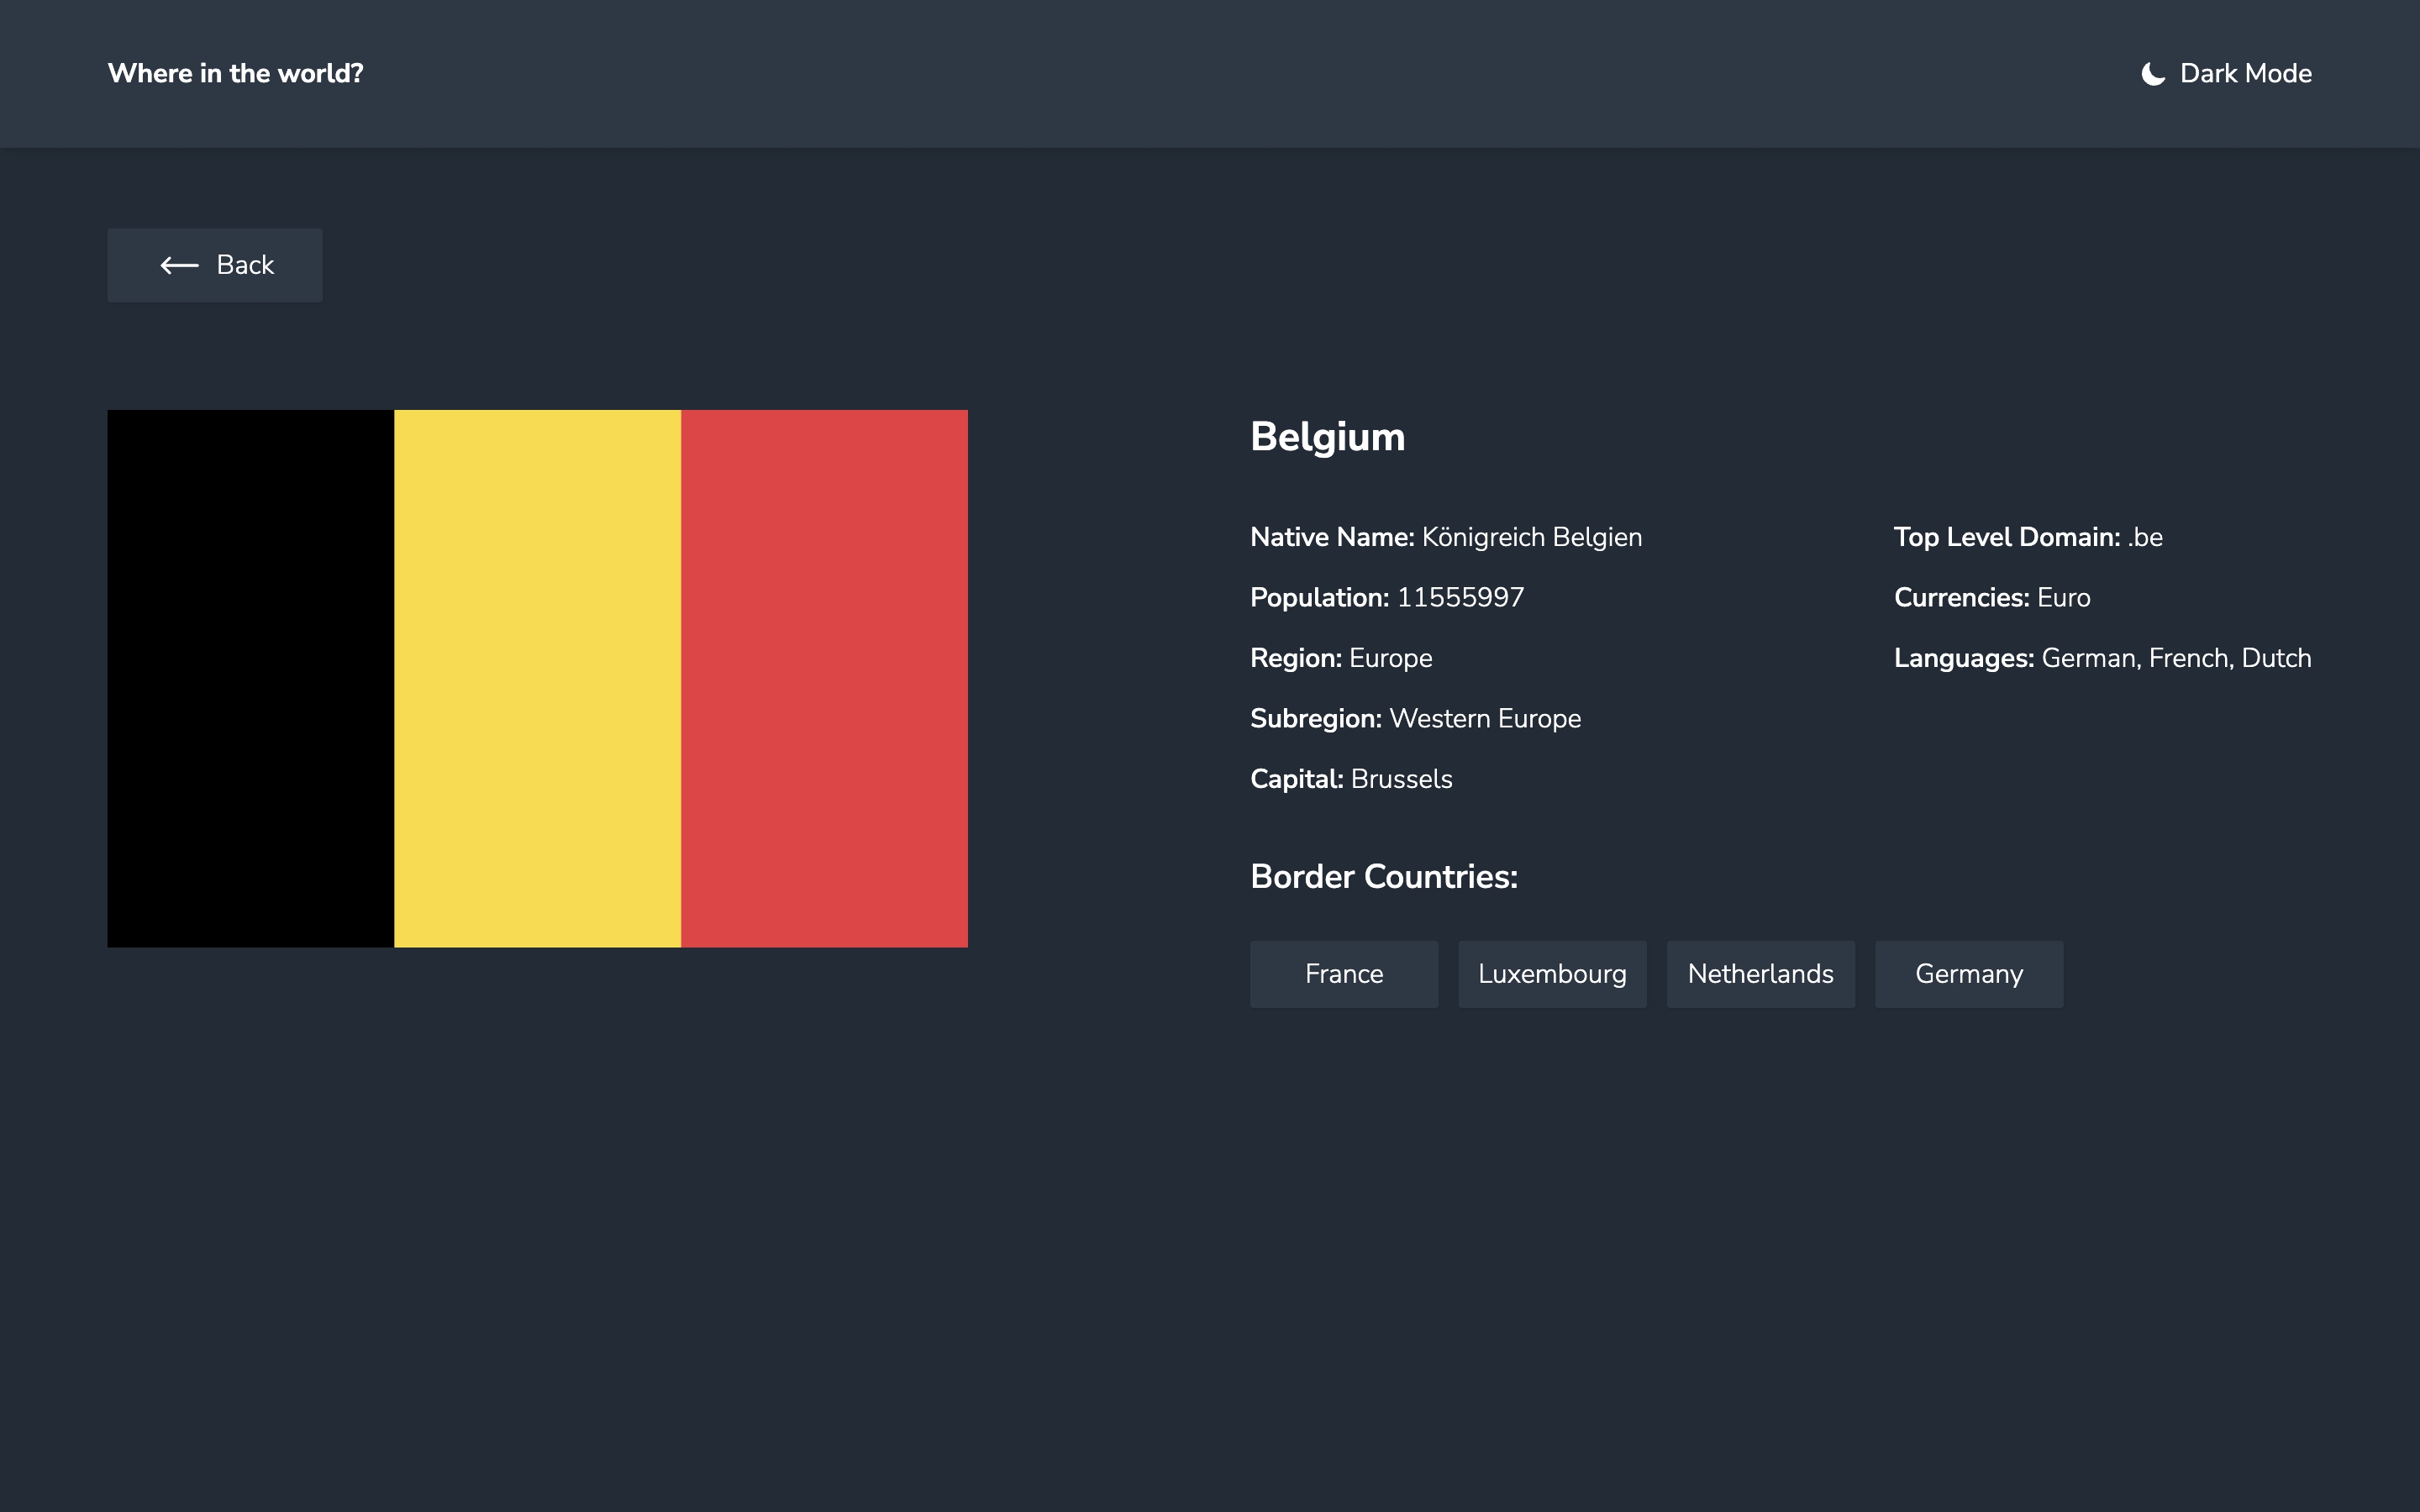 Where in the world?
Dark Mode
Back
Belgium
Native Name: Königreich Belgien
Population: 11555997
Region: Europe
Subregion: Western Europe
Capital: Brussels
Top Level Domain: .be
Currencies: Euro
Languages: German, French, Dutch
Border Countries:
France
Luxembourg
Netherlands
Germany